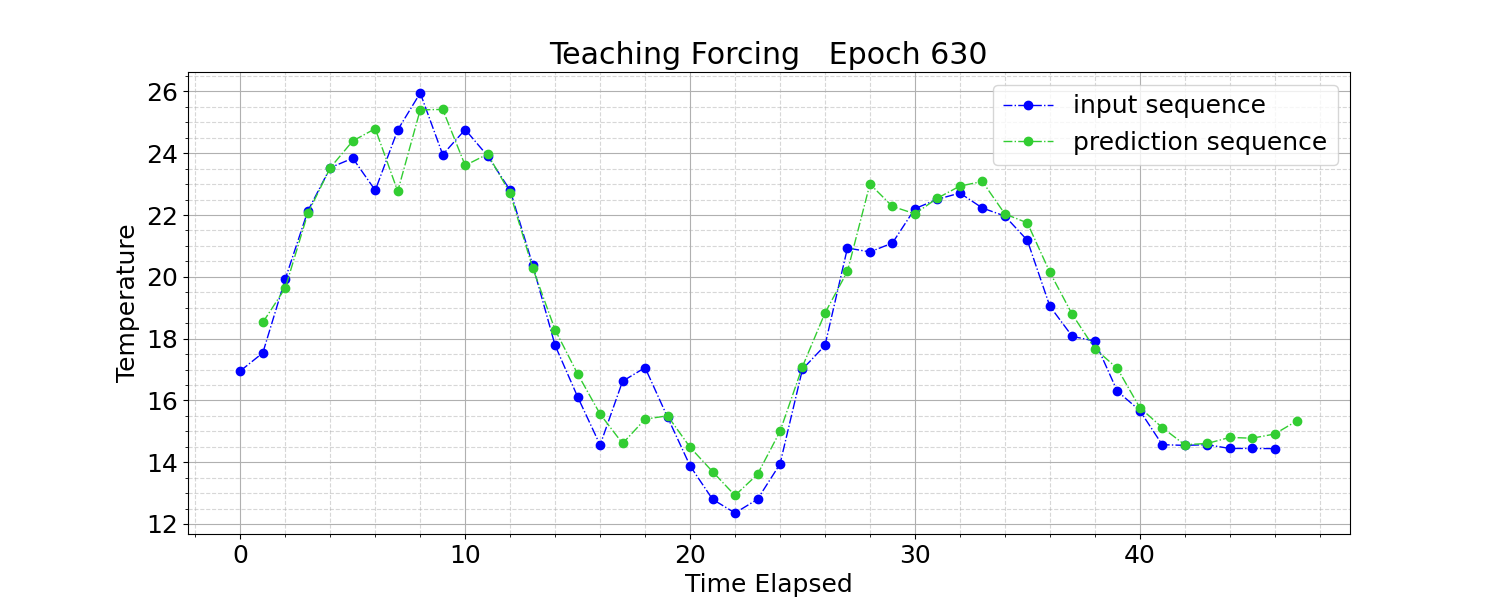 Teaching Forcing   Epoch 630
26
24
22
20
18
16
14
12
Temperature
input sequence
prediction sequence
0 10 20 30 40
Time Elapsed